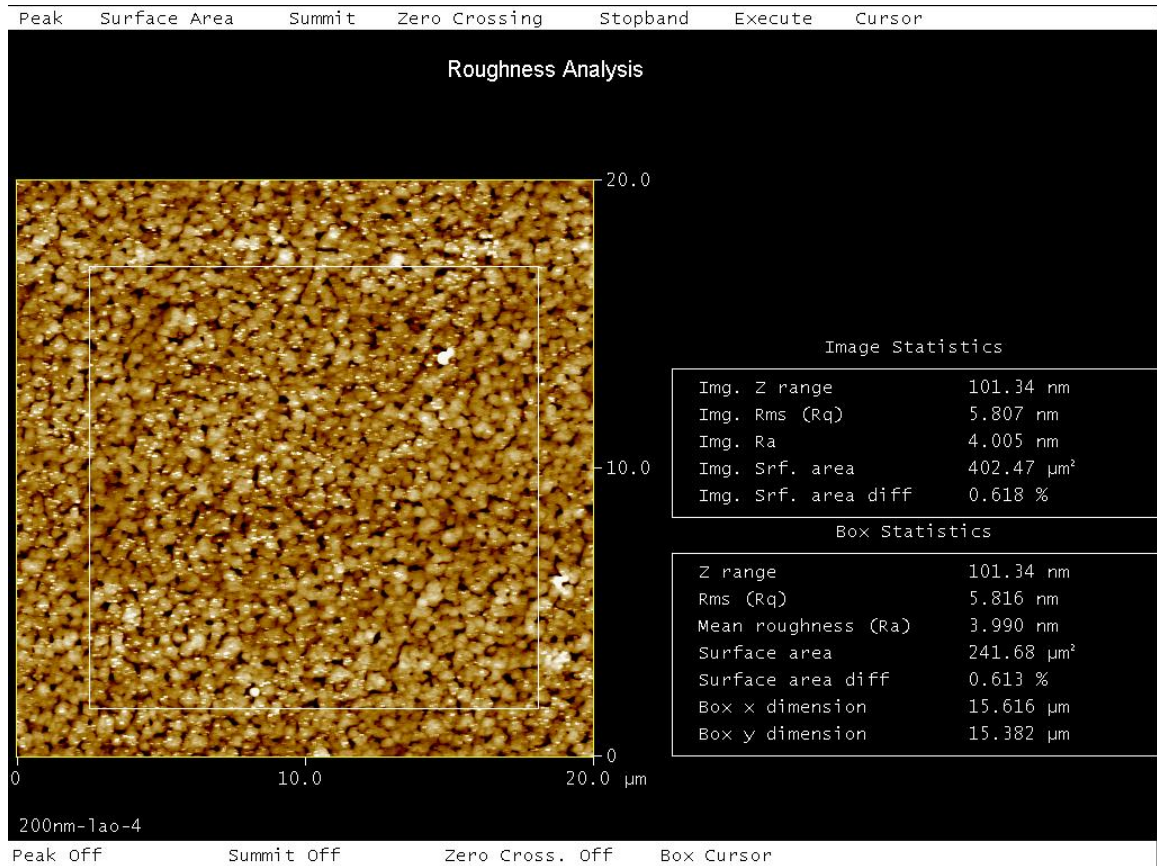 Peak Surface Area Summit Zero Crossing Stopband Execute Cursor
Roughness Analysis
20.0
10.0
0
0 10.0 20.0 µm
Image Statistics
Img. Z range 101.34 nm
Img. Rms (Rq) 5.807 nm
Img. Ra 4.005 nm
Img. Srf. area 402.47 µm²
Img. Srf. area diff 0.618 %
Box Statistics
Z range 101.34 nm
Rms (Rq) 5.816 nm
Mean roughness (Ra) 3.990 nm
Surface area 241.68 µm²
Surface area diff 0.613 %
Box x dimension 15.616 µm
Box y dimension 15.382 µm
200nm-lao-4
Peak Off Summit Off Zero Cross. Off Box Cursor